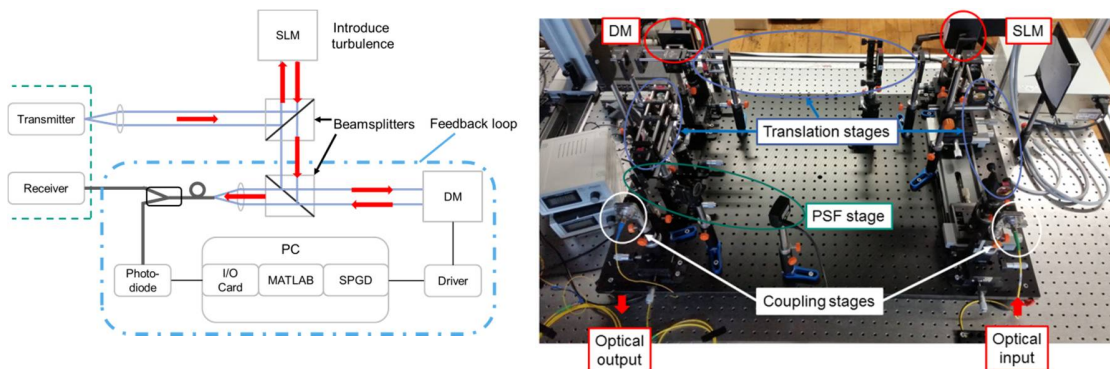 SLM
Introduce
turbulence
Transmitter
Beamsplitters
Feedback loop
Receiver
DM
PC
Photo-
diode
I/O
Card
MATLAB
SPGD
Driver
DM
SLM
Translation stages
PSF stage
Coupling stages
Optical
output
Optical
input